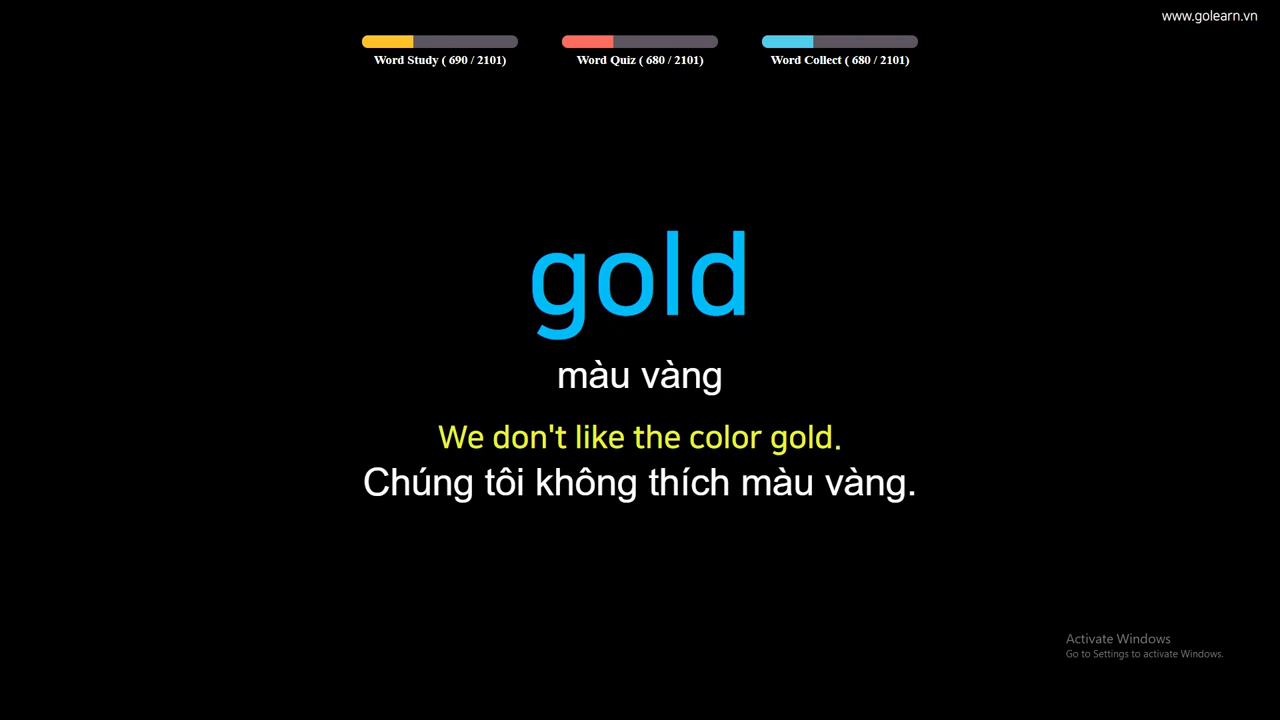 www.golearn.vn
Word Study ( 690 / 2101)
Word Quiz ( 680 / 2101)
Word Collect ( 680 / 2101)
gold
màu vàng
We don't like the color gold.
Chúng tôi không thích màu vàng.
Activate Windows
Go to Settings to activate Windows.